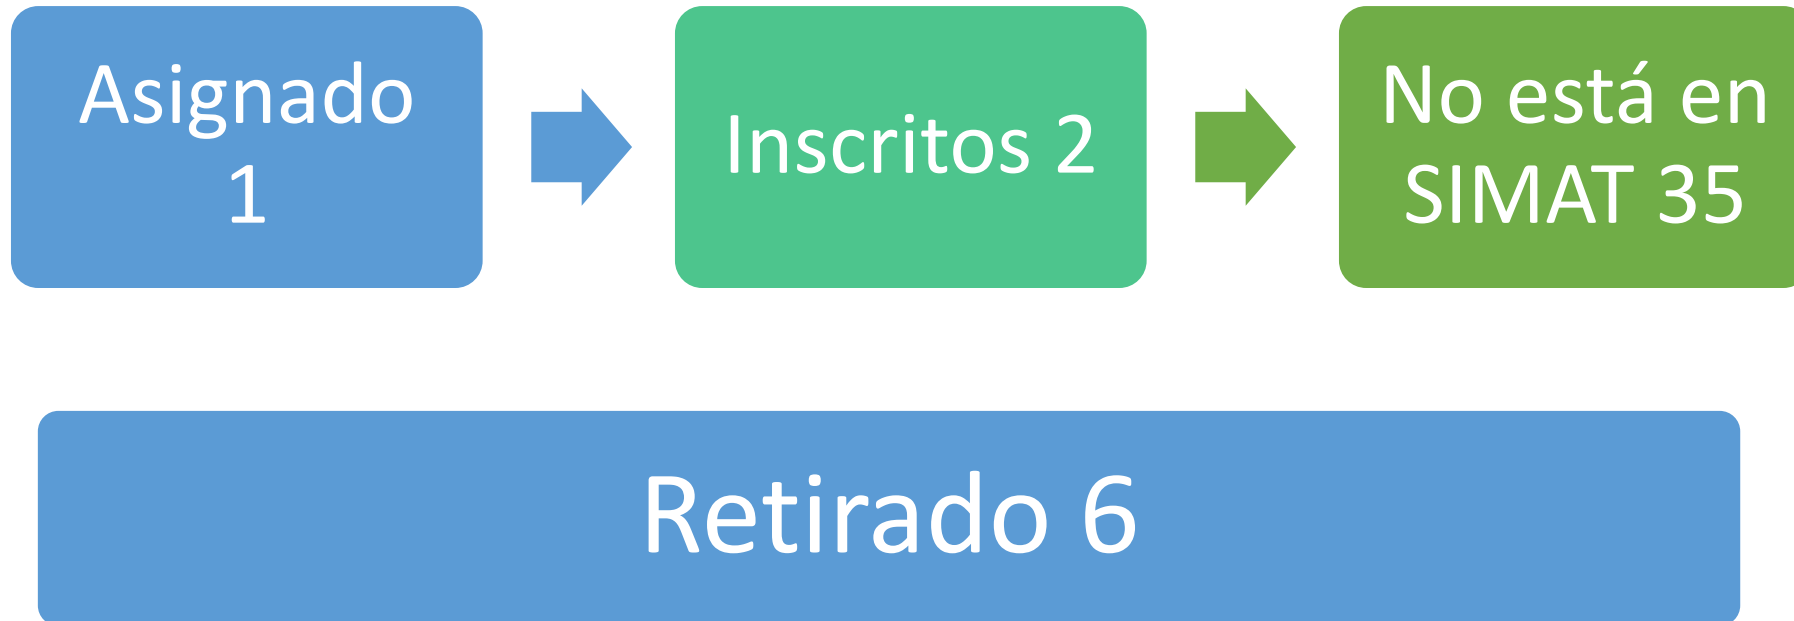 Asignado
1
Inscritos 2
No está en
SIMAT 35
Retirado 6